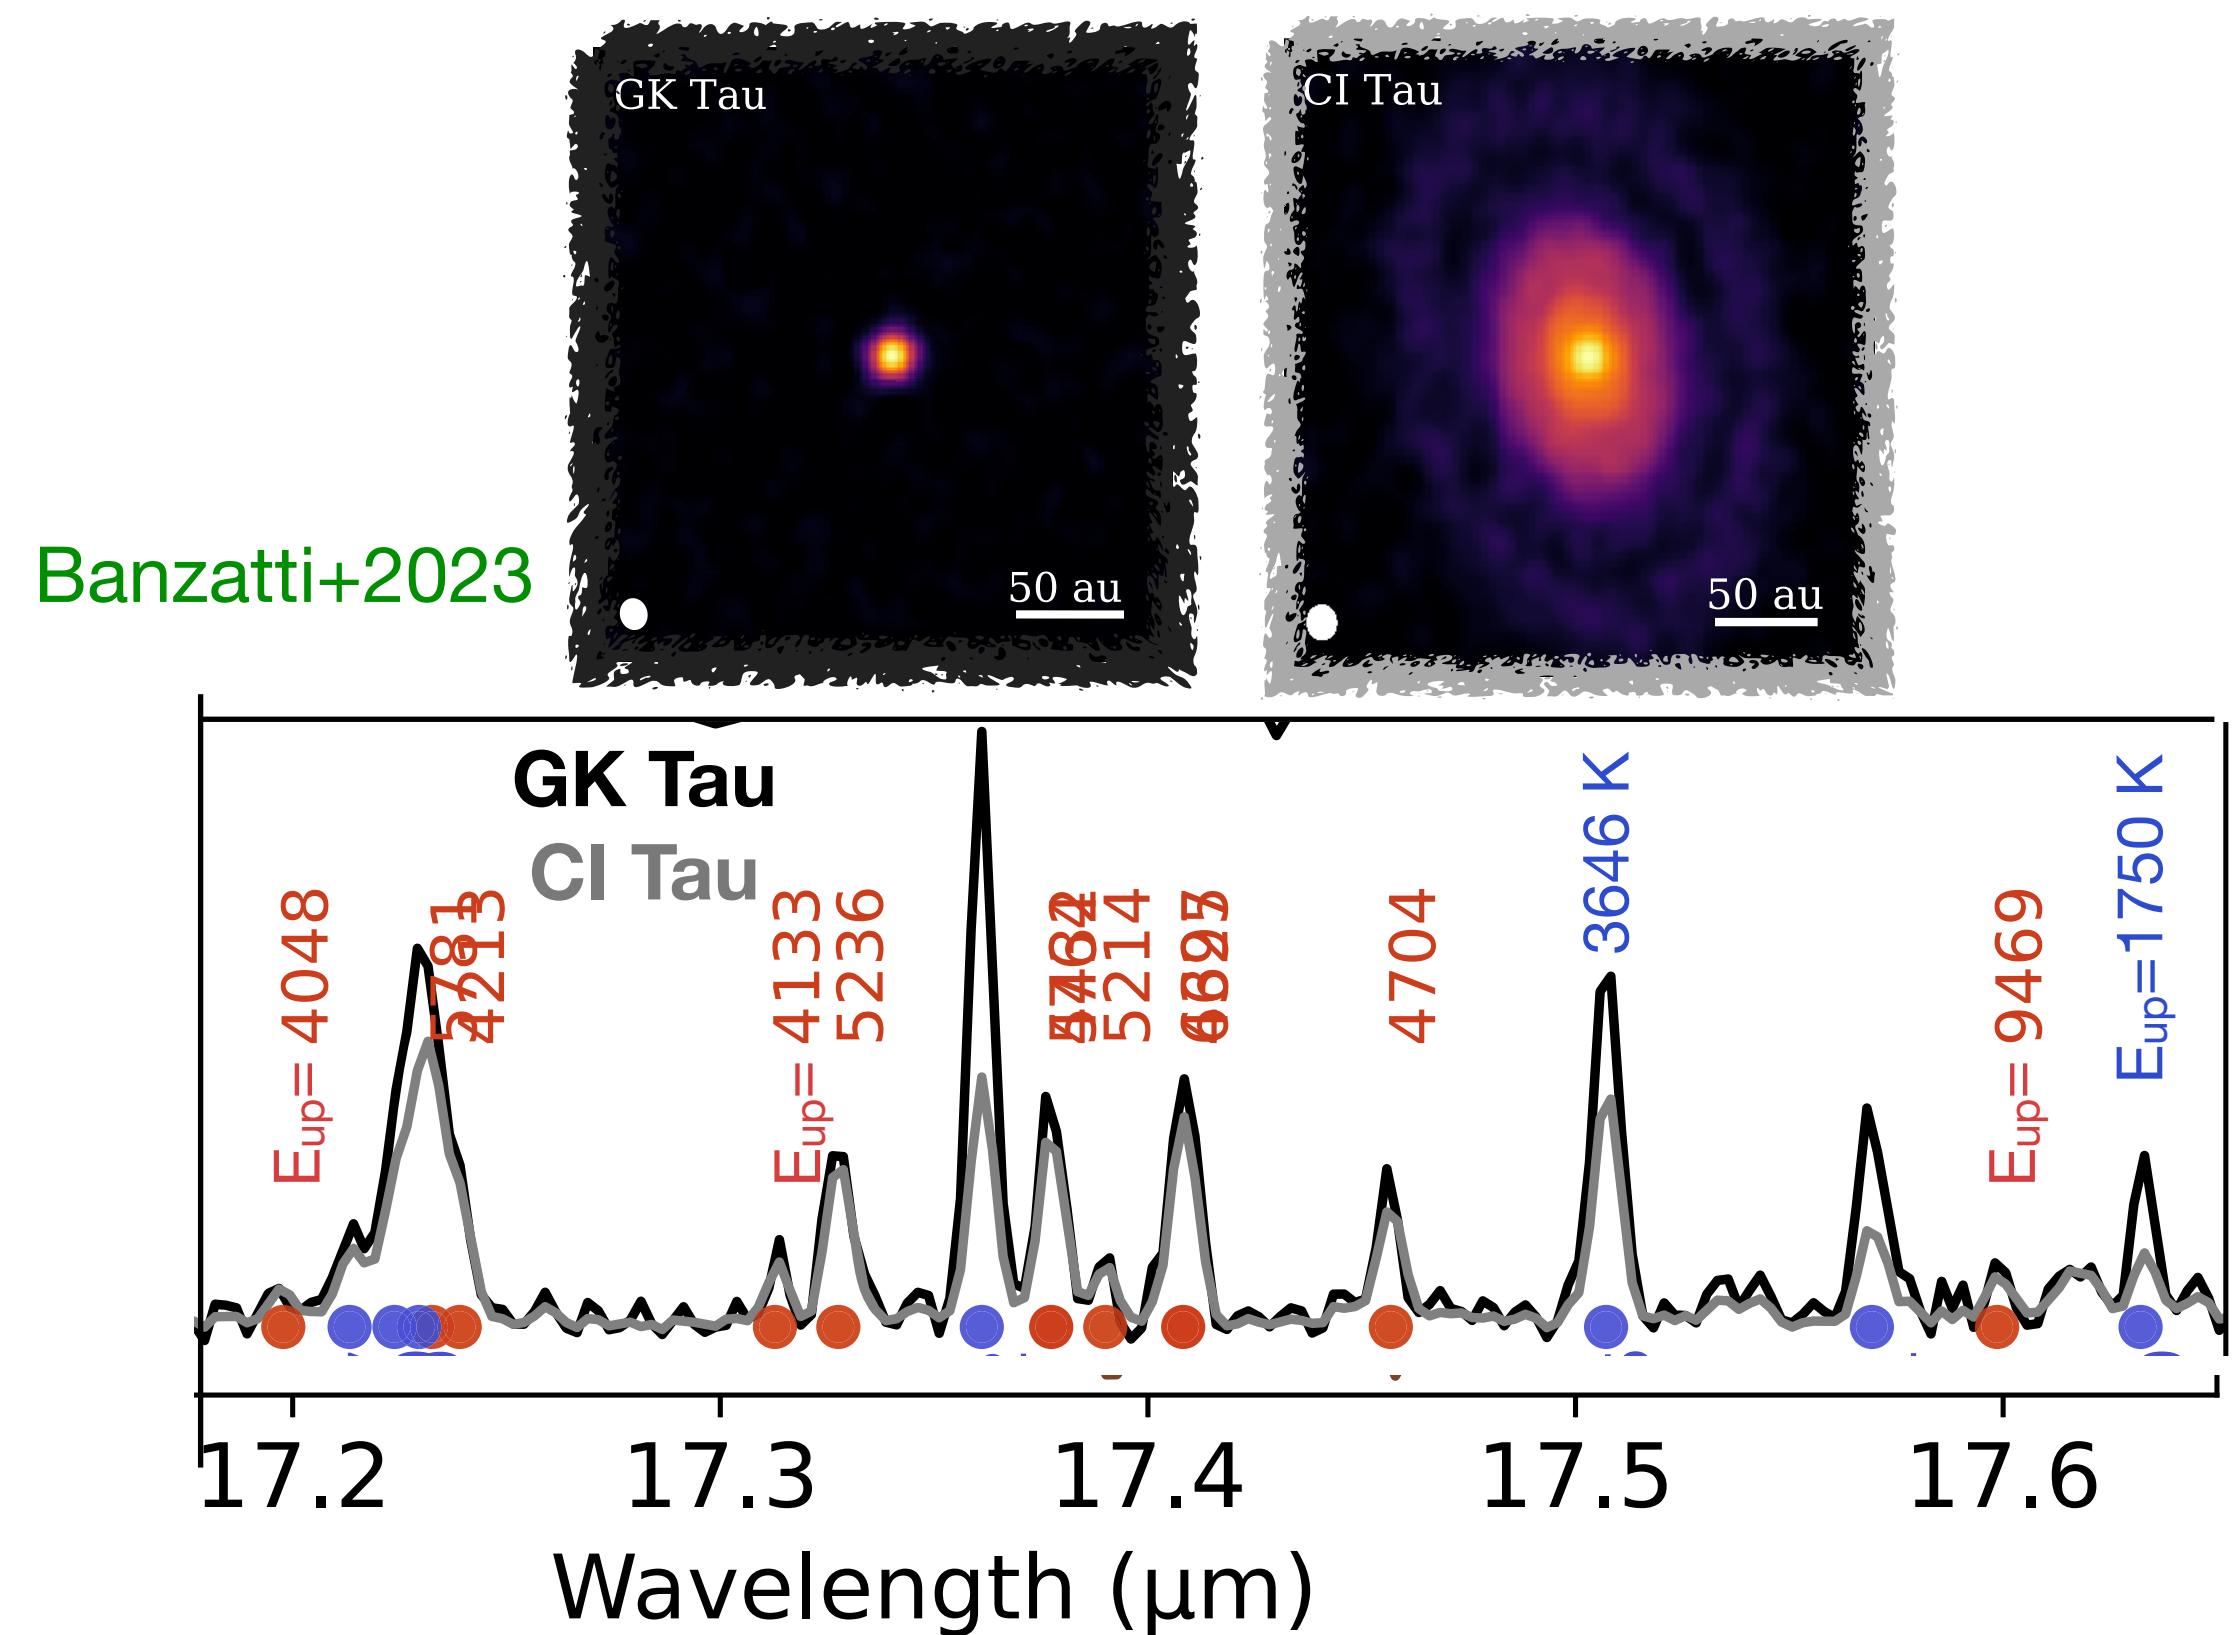 GK Tau
CI Tau
50 au
50 au
Banzatti+2023
GK Tau
CI Tau
Eup= 4048
5781
4213
Eup= 4133
5236
5214
4704
3646 K
Eup= 9469
Eup=1750 K
17.2
17.3
17.4
17.5
17.6
Wavelength (μm)